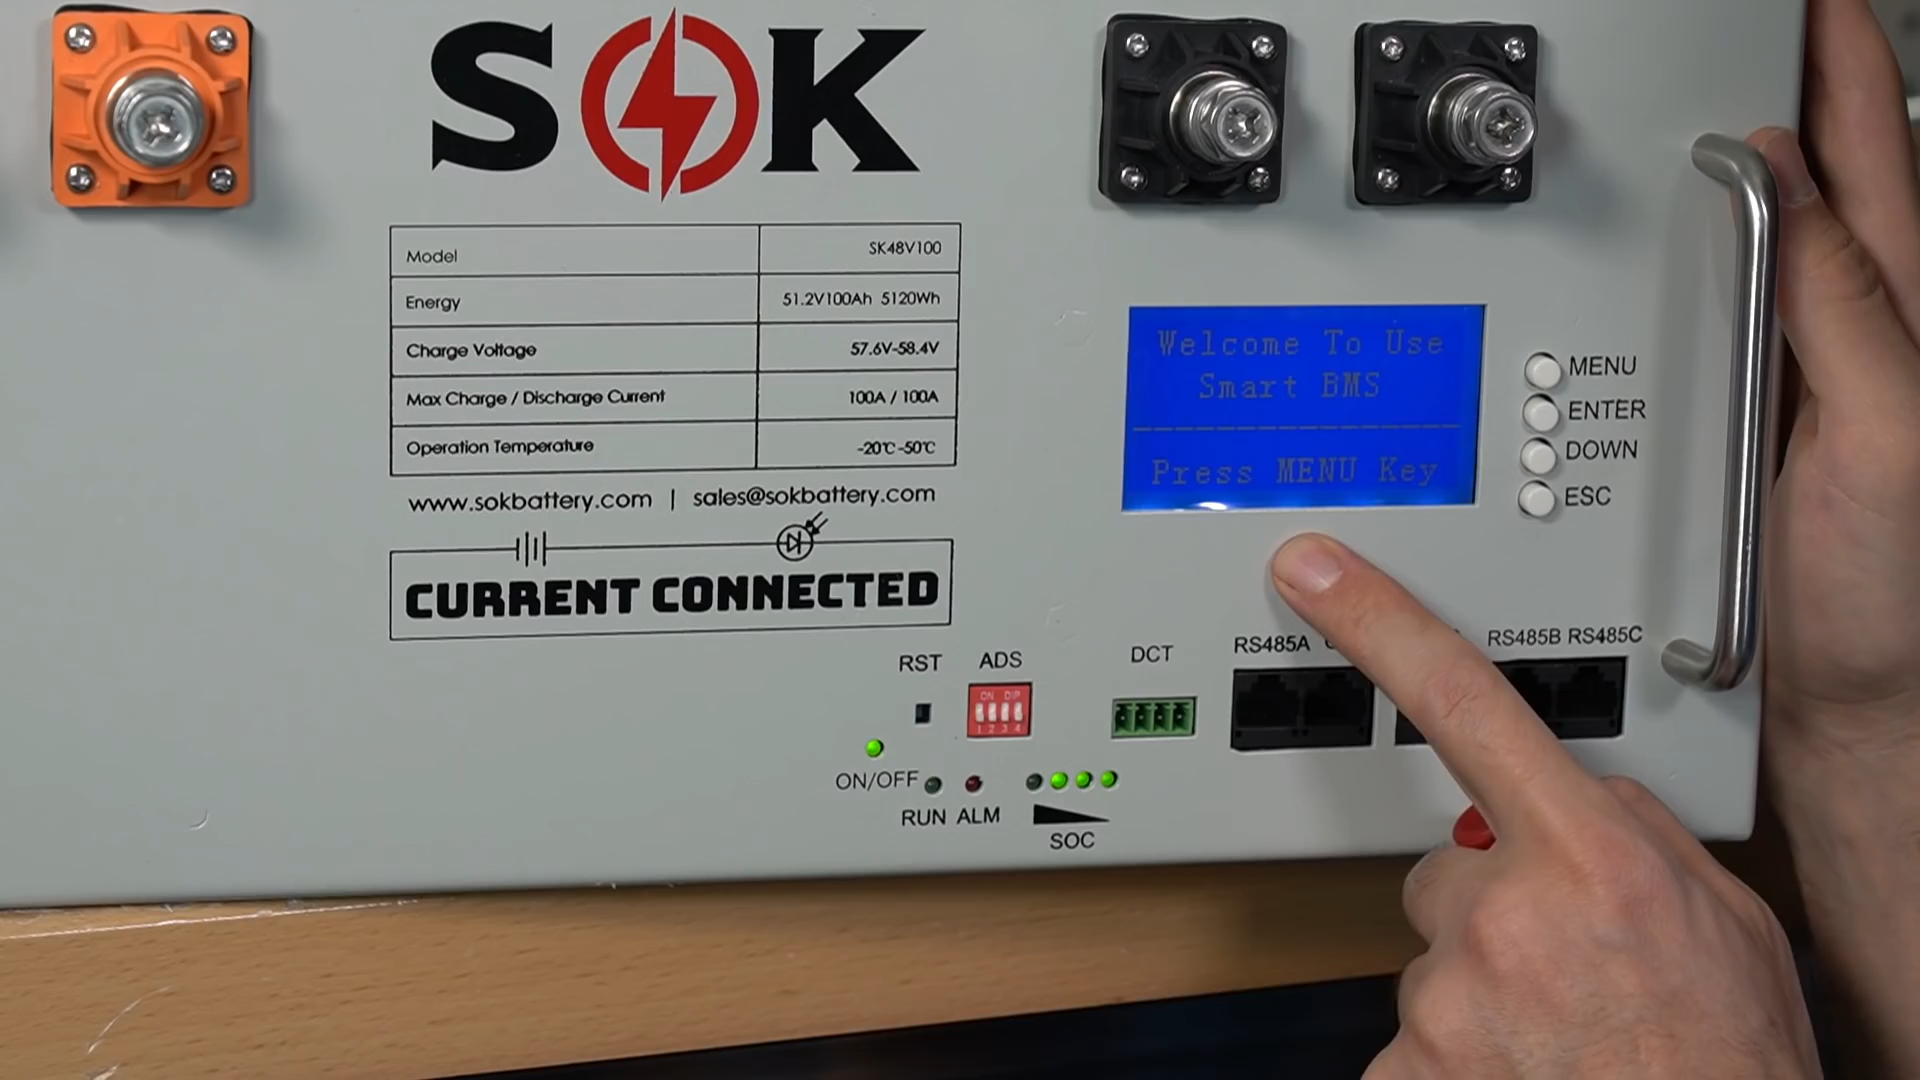 SOK
Model SK48V100
Energy 51.2V100Ah 5120Wh
Charge Voltage 57.6V-58.4V
Max Charge / Discharge Current 100A / 100A
Operation Temperature -20℃-50℃
www.sokbattery.com | sales@sokbattery.com
CURRENT CONNECTED
Welcome To Use
Smart BMS
Press MENU Key
MENU
ENTER
DOWN
ESC
RST ADS DCT RS485A RS485B RS485C
ON DIP
1 2 3 4
ON/OFF
RUN ALM
SOC